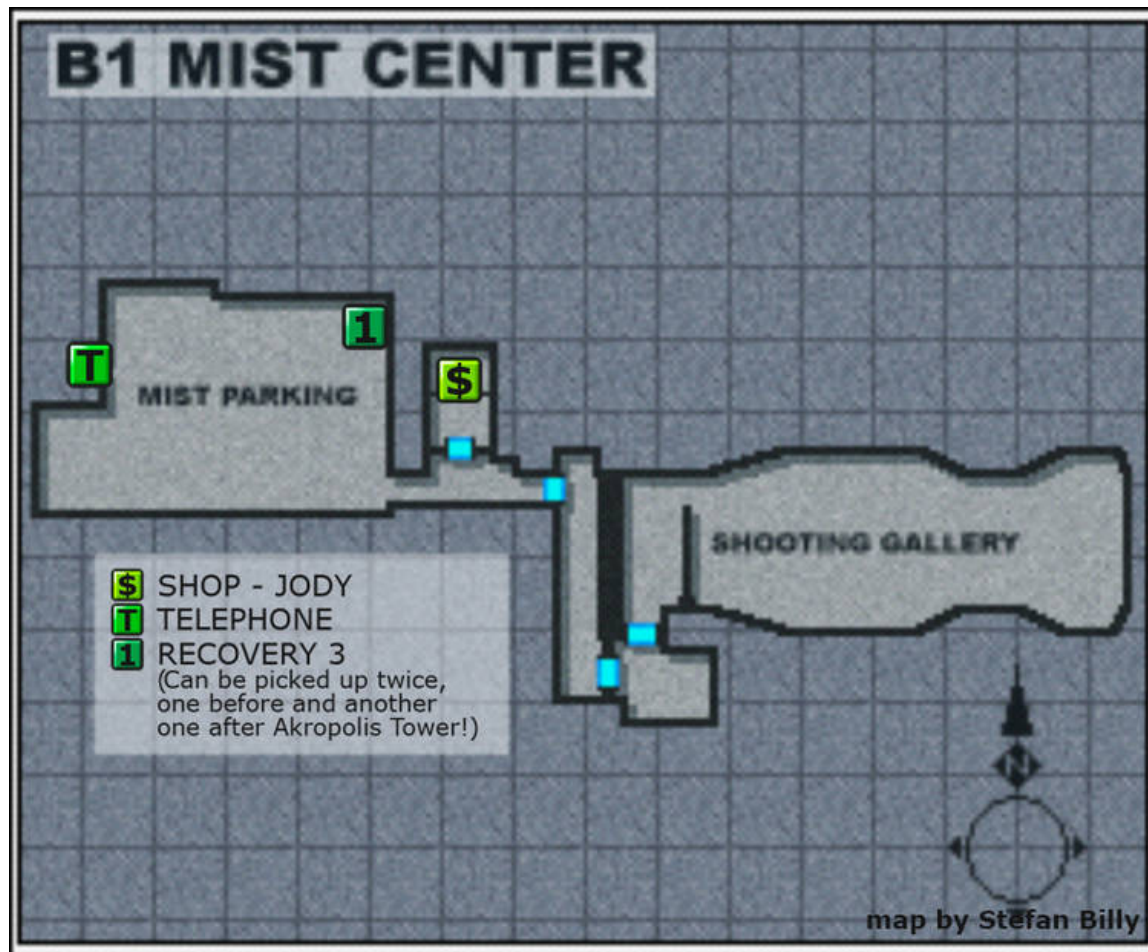 B1 MIST CENTER
1
T
$
MIST PARKING
SHOOTING GALLERY
$ SHOP - JODY
T TELEPHONE
1 RECOVERY 3
(Can be picked up twice,
one before and another
one after Akropolis Tower!)
N
map by Stefan Billy